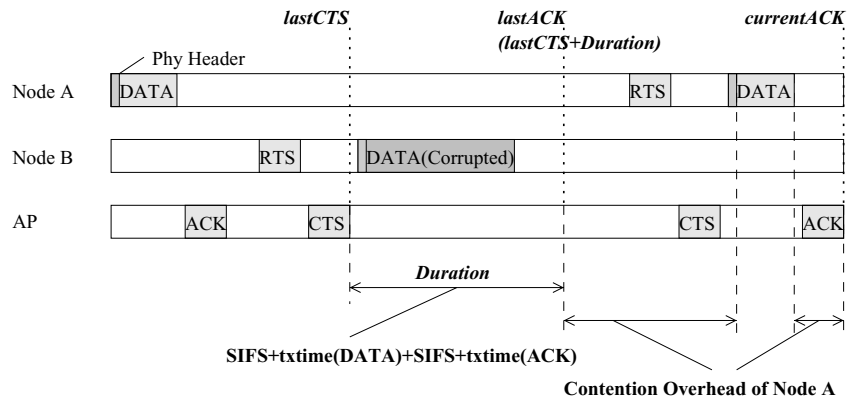 lastCTS
lastACK
(lastCTS+Duration)
currentACK
Phy Header
Node A
DATA
RTS
DATA
Node B
RTS
DATA(Corrupted)
AP
ACK
CTS
CTS
ACK
Duration
SIFS+txtime(DATA)+SIFS+txtime(ACK)
Contention Overhead of Node A